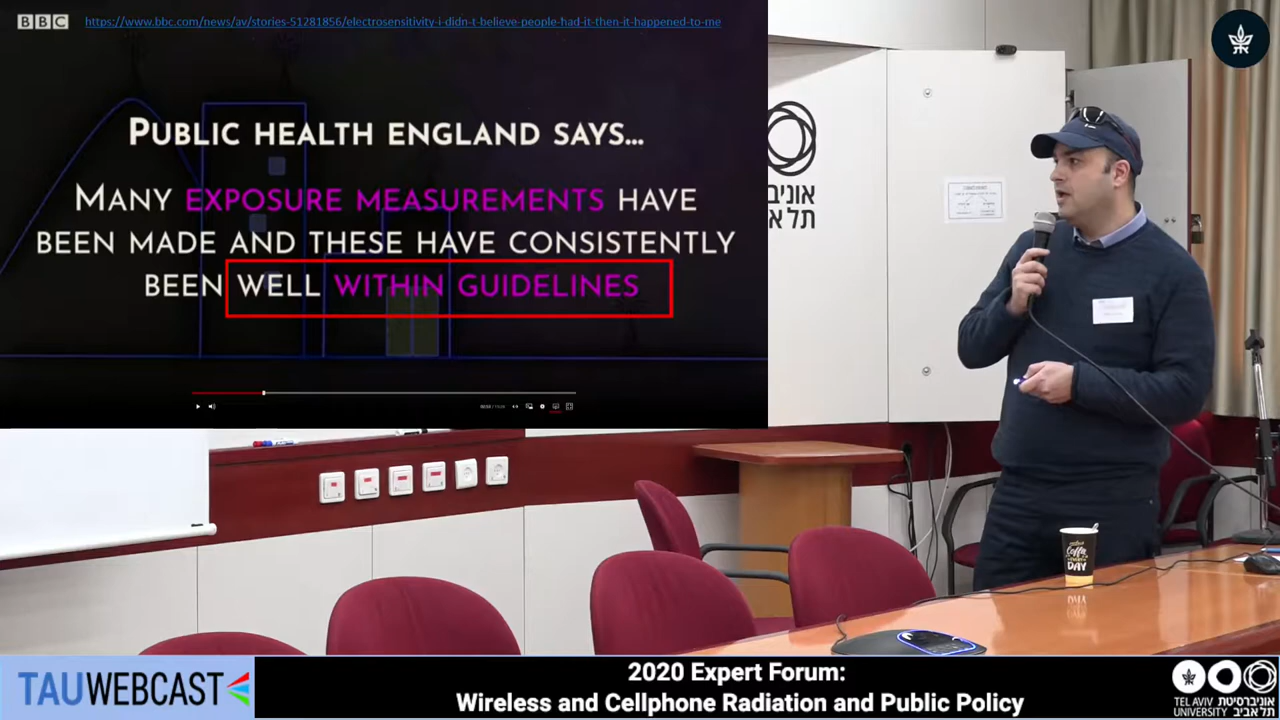 BBC
https://www.bbc.com/news/av/stories-51281856/electrosensitivity-i-didn-t-believe-people-had-it-then-it-happened-to-me
PUBLIC HEALTH ENGLAND SAYS...
MANY EXPOSURE MEASUREMENTS HAVE
BEEN MADE AND THESE HAVE CONSISTENTLY
BEEN WELL WITHIN GUIDELINES
אוניב
תל אב
Coffee
EVERY
DAY
TAUWEBCAST
2020 Expert Forum:
Wireless and Cellphone Radiation and Public Policy
TEL AVIV אוניברסיטת
UNIVERSITY תל אביב